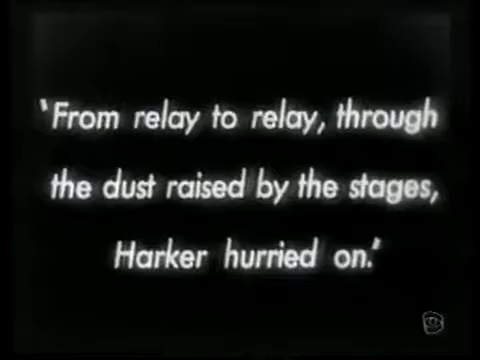 'From relay to relay, through
the dust raised by the stages,
Harker hurried on.'